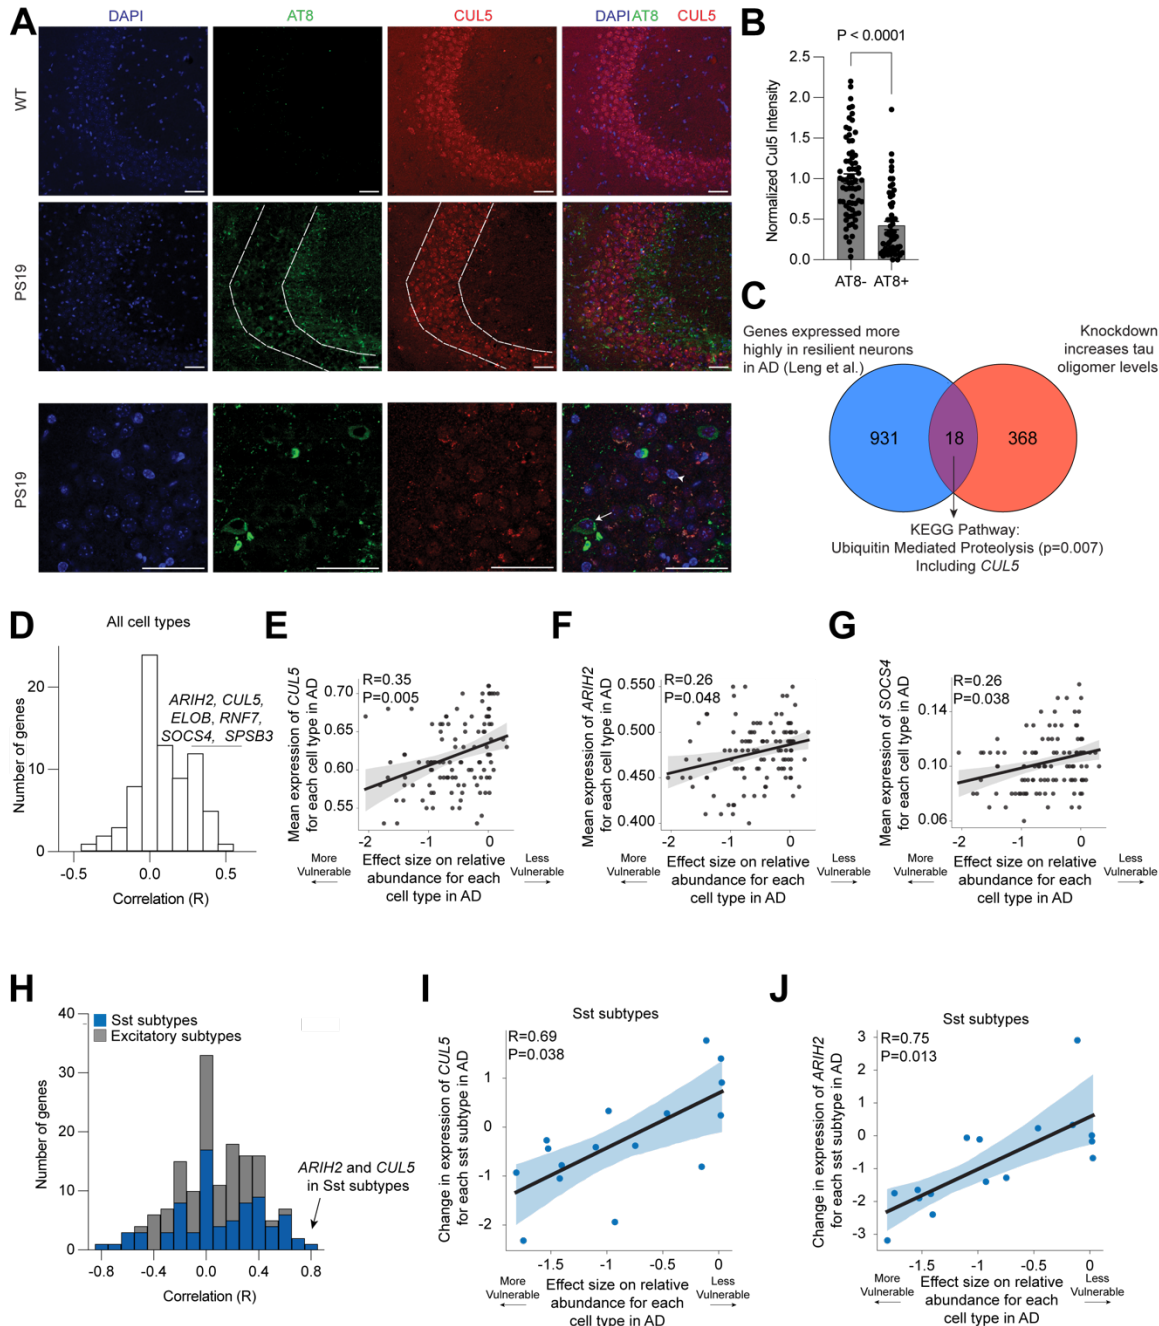 A
DAPI
AT8
CUL5
DAPI AT8 CUL5
WT
PS19
PS19
B
P < 0.0001
Normalized Cul5 Intensity
2.5
2.0
1.5
1.0
0.5
0.0
AT8- AT8+
C
Genes expressed more
highly in resilient neurons
in AD (Leng et al.)
Knockdown
increases tau
oligomer levels
931
18
368
KEGG Pathway:
Ubiquitin Mediated Proteolysis (p=0.007)
Including CUL5
D
All cell types
Number of genes
20
10
0
ARIH2, CUL5,
ELOB, RNF7,
SOCS4, SPSB3
-0.5 0.0 0.5
Correlation (R)
E
Mean expression of CUL5
for each cell type in AD
R=0.35
P=0.005
0.70
0.65
0.60
0.55
-2 -1 0
More
Vulnerable
Effect size on relative
abundance for each
cell type in AD
Less
Vulnerable
F
Mean expression of ARIH2
for each cell type in AD
R=0.26
P=0.048
0.550
0.500
0.450
0.400
-2 -1 0
More
Vulnerable
Effect size on relative
abundance for each
cell type in AD
Less
Vulnerable
G
Mean expression of SOCS4
for each cell type in AD
R=0.26
P=0.038
0.14
0.10
0.06
-2 -1 0
More
Vulnerable
Effect size on relative
abundance for each
cell type in AD
Less
Vulnerable
H
Sst subtypes
Excitatory subtypes
Number of genes
40
30
20
10
0
ARIH2 and CUL5
in Sst subtypes
-0.8 -0.4 0.0 0.4 0.8
Correlation (R)
I
Sst subtypes
Change in expression of CUL5
for each sst subtype in AD
R=0.69
P=0.038
1
0
-1
-2
-1.5 -1 -0.5 0
More
Vulnerable
Effect size on relative
abundance for each
cell type in AD
Less
Vulnerable
J
Sst subtypes
Change in expression of ARIH2
for each sst subtype in AD
R=0.75
P=0.013
3
2
1
0
-1
-2
-3
-1.5 -1 -0.5 0
More
Vulnerable
Effect size on relative
abundance for each
cell type in AD
Less
Vulnerable